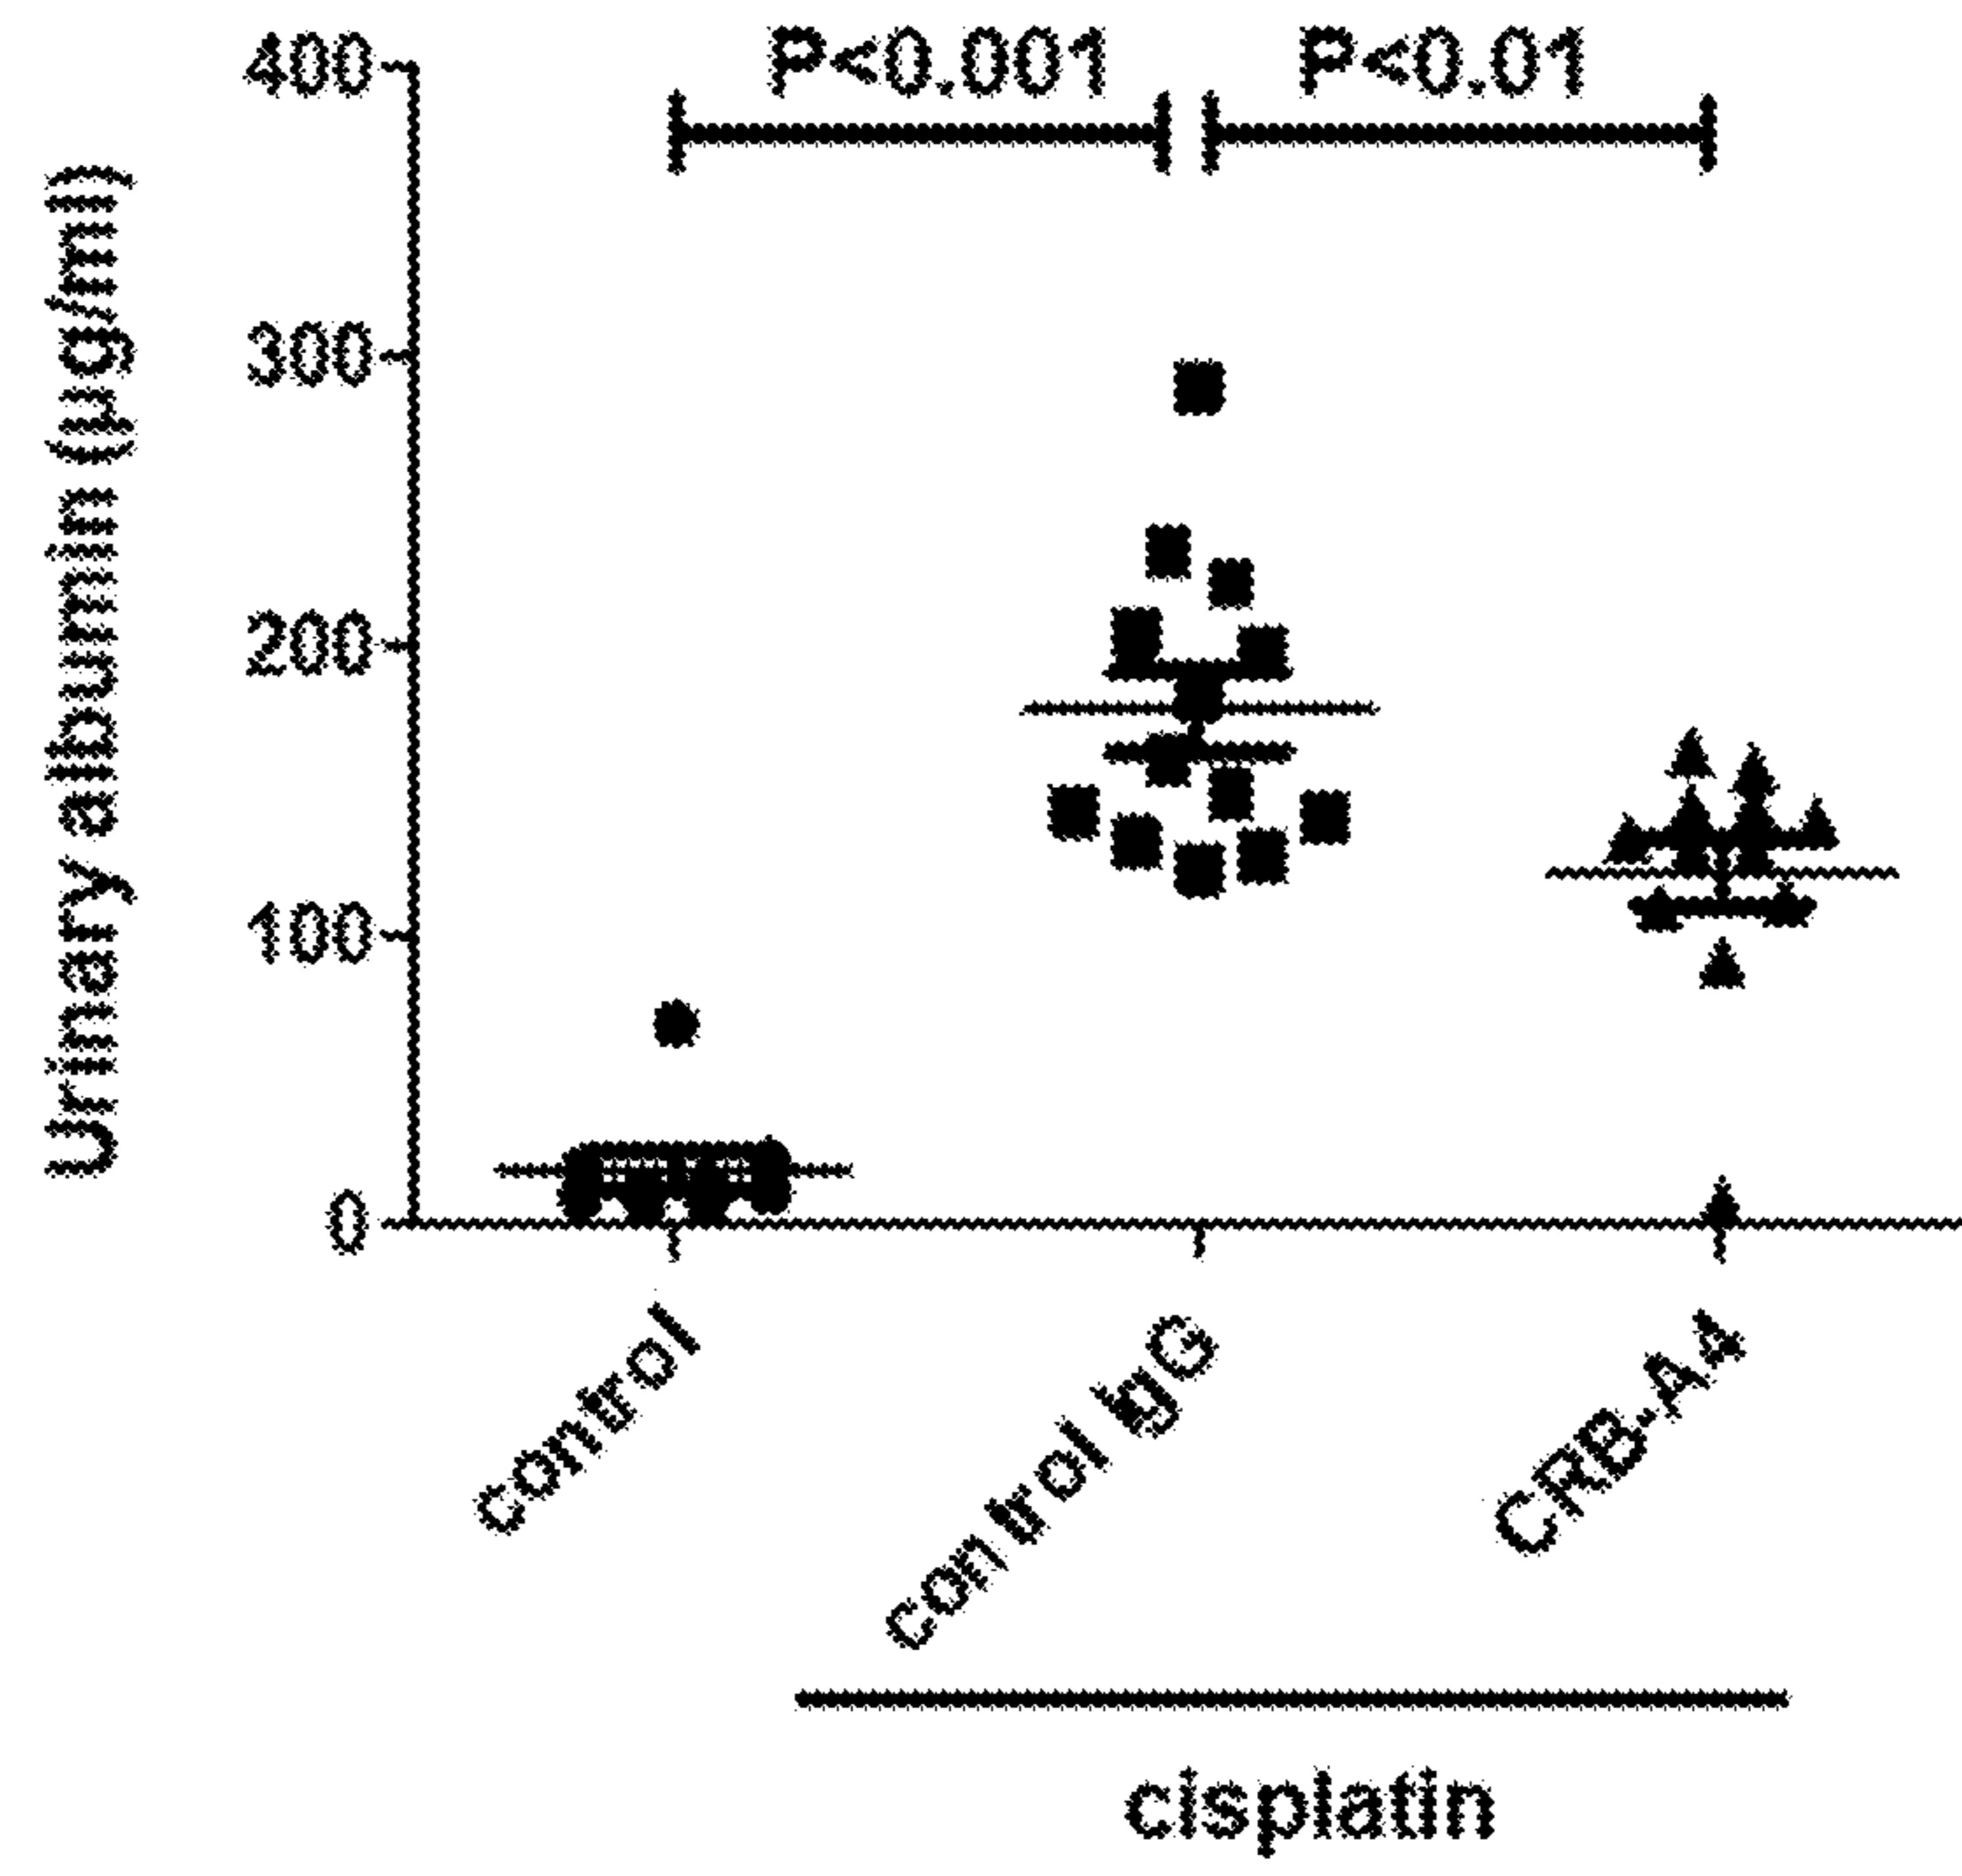 P<0.001
P<0.01
Urinary albumin (μg/ml)
400
300
200
100
0
control
control IgG
CRB.A4
cisplatin